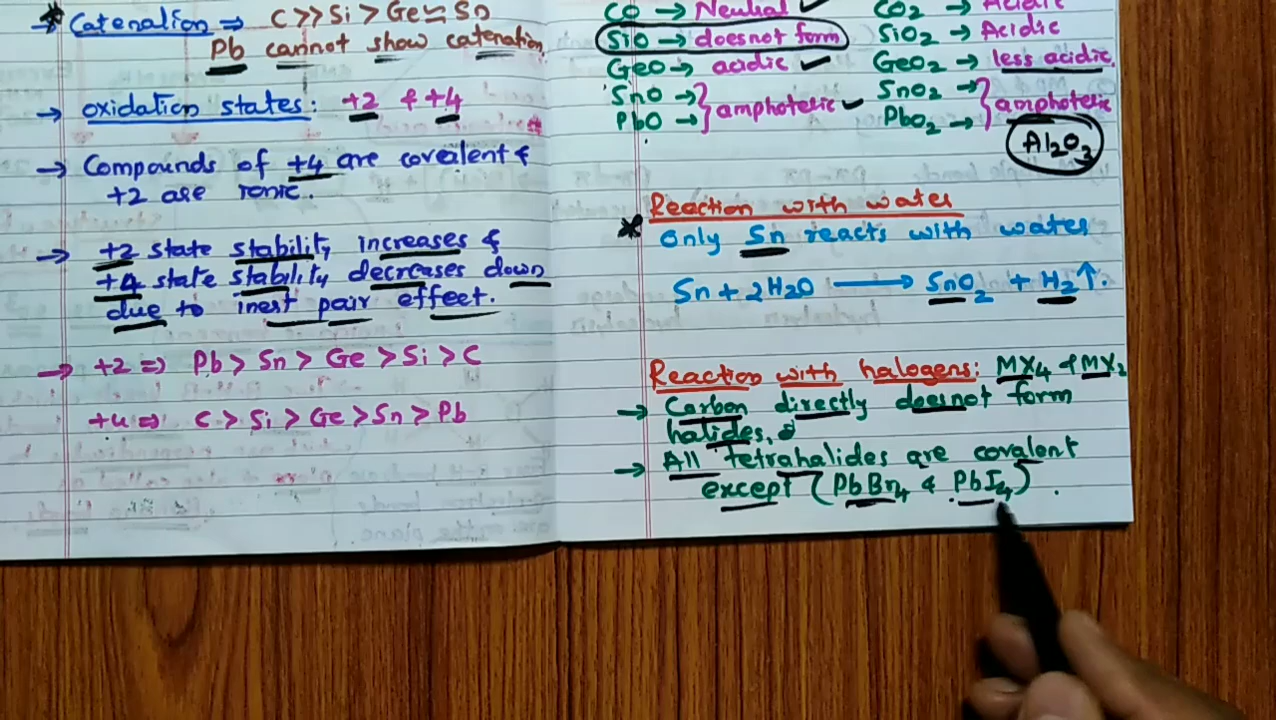 * Catenation ⇒ C >> Si > Ge ≃ Sn
Pb cannot show catenation.
→ oxidation states: +2 & +4
→ Compounds of +4 are covalent &
+2 are ionic.
→ +2 state stability increases &
+4 state stability decreases down
due to inert pair effect.
→ +2 ⇒ Pb > Sn > Ge > Si > C
+4 ⇒ C > Si > Ge > Sn > Pb
CO → Neutral ✓ CO2 → Acidic
SiO → doesnot form SiO2 → Acidic
GeO → acidic ✓ GeO2 → less acidic.
SnO →} amphoteric ✓ SnO2 →} amphoteric
PbO →} PbO2 →}
Al2O3
Reaction with water
* Only Sn reacts with water
Sn + 2H2O → SnO2 + H2↑.
Reaction with halogens: MX4 & MX2
→ Carbon directly doesnot form
halides.
→ All tetrahalides are covalent
except (PbBr4 & PbI4).